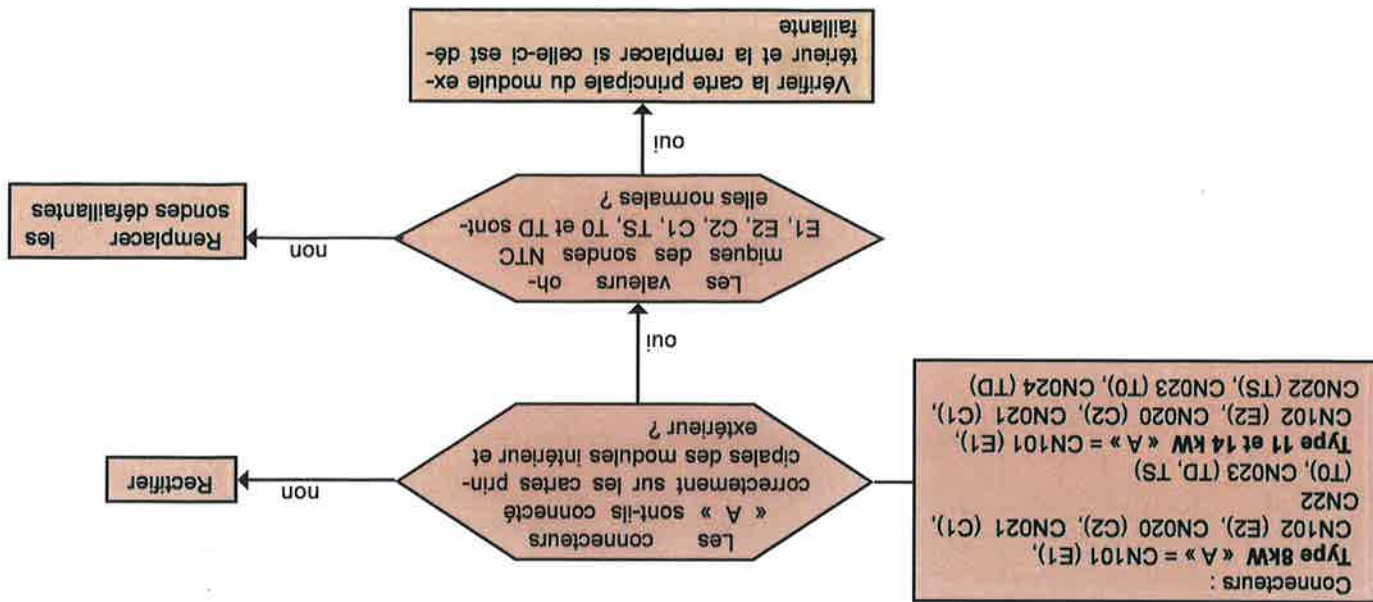 Connecteurs :
Type 8kW « A » = CN101 (E1),
CN102 (E2), CN020 (C2), CN021 (C1),
CN22
(T0), CN023 (TD, TS)
Type 11 et 14 kW « A » = CN101 (E1),
CN102 (E2), CN020 (C2), CN021 (C1),
CN022 (TS), CN023 (T0), CN024 (TD)
Les connecteurs
« A » sont-ils connecté
correctement sur les cartes prin-
cipales des modules intérieur et
extérieur ?
non
Rectifier
oui
Les valeurs oh-
miques des sondes NTC
E1, E2, C2, C1, TS, T0 et TD sont-
elles normales ?
non
Remplacer les
sondes défaillantes
oui
Vérifier la carte principale du module ex-
térieur et la remplacer si celle-ci est dé-
faillante